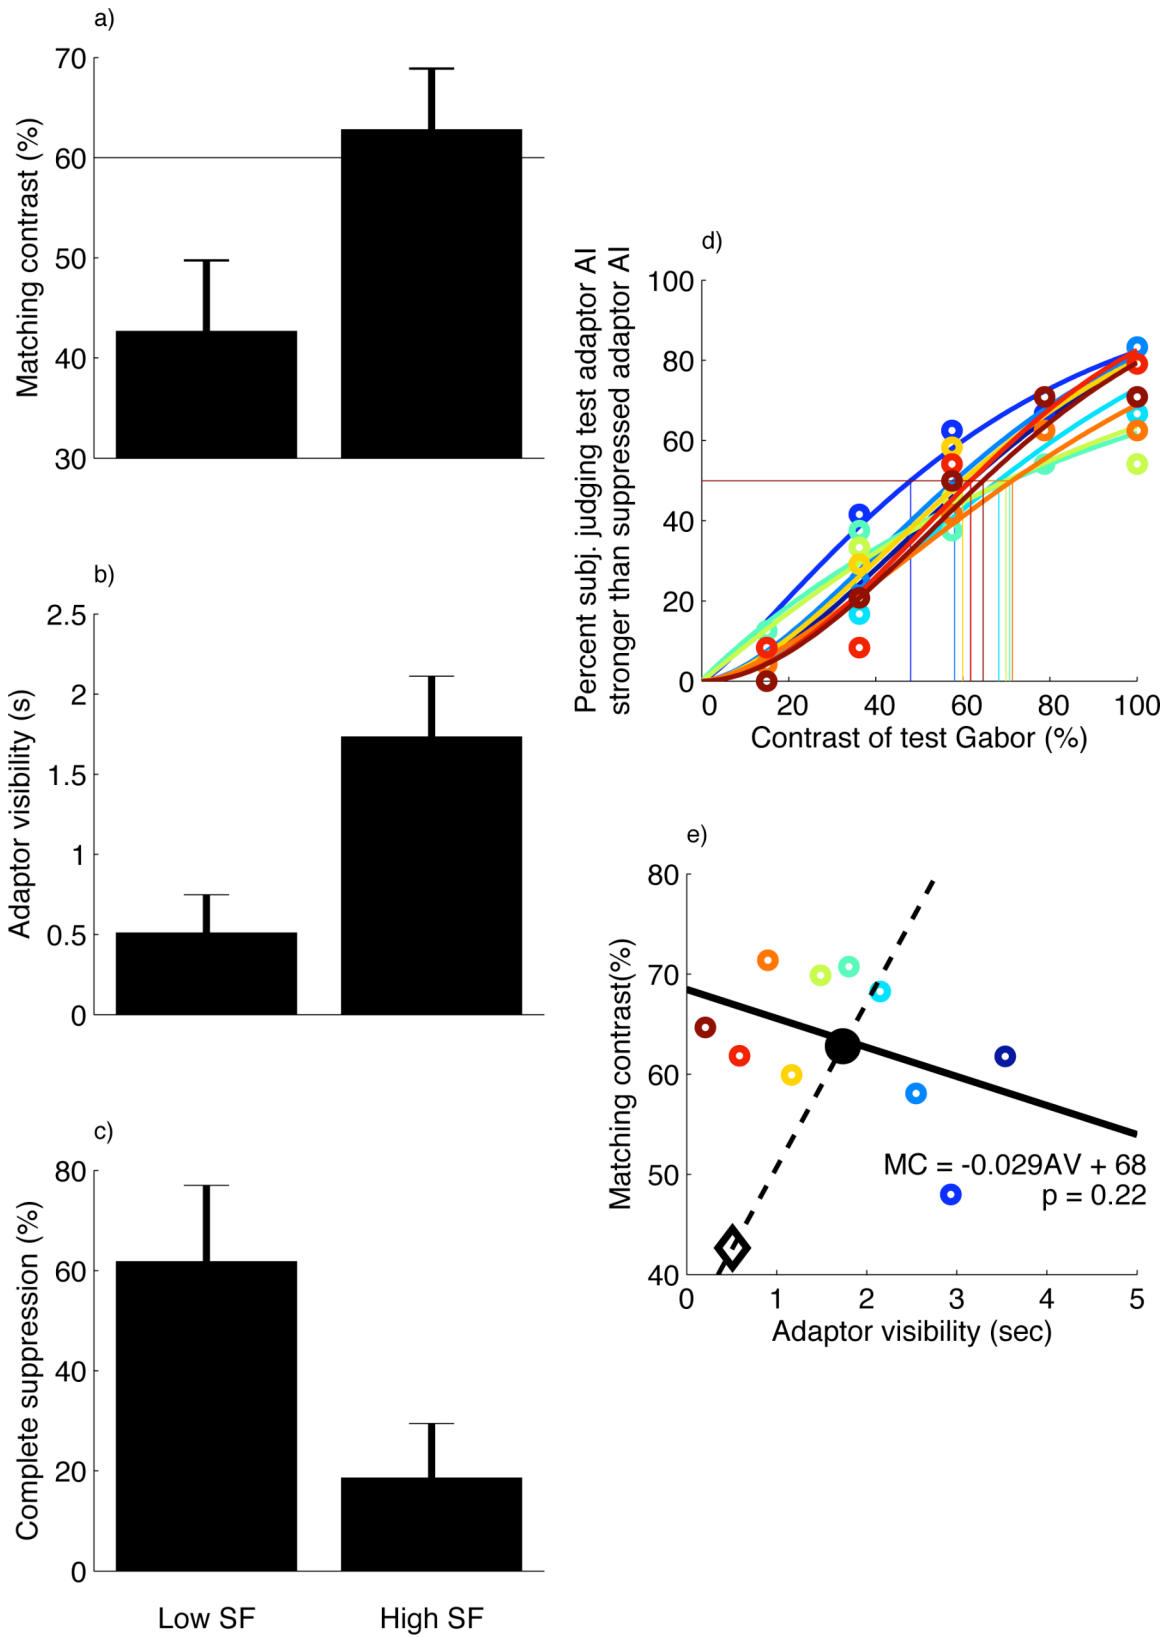 a)
Matching contrast (%)
70
60
50
40
30
b)
Adaptor visibility (s)
2.5
2
1.5
1
0.5
0
c)
Complete suppression (%)
80
60
40
20
0
Low SF High SF
d)
Percent subj. judging test adaptor AI
stronger than suppressed adaptor AI
100
80
60
40
20
0
0 20 40 60 80 100
Contrast of test Gabor (%)
e)
Matching contrast(%)
80
70
60
50
40
MC = -0.029AV + 68
p = 0.22
0 1 2 3 4 5
Adaptor visibility (sec)